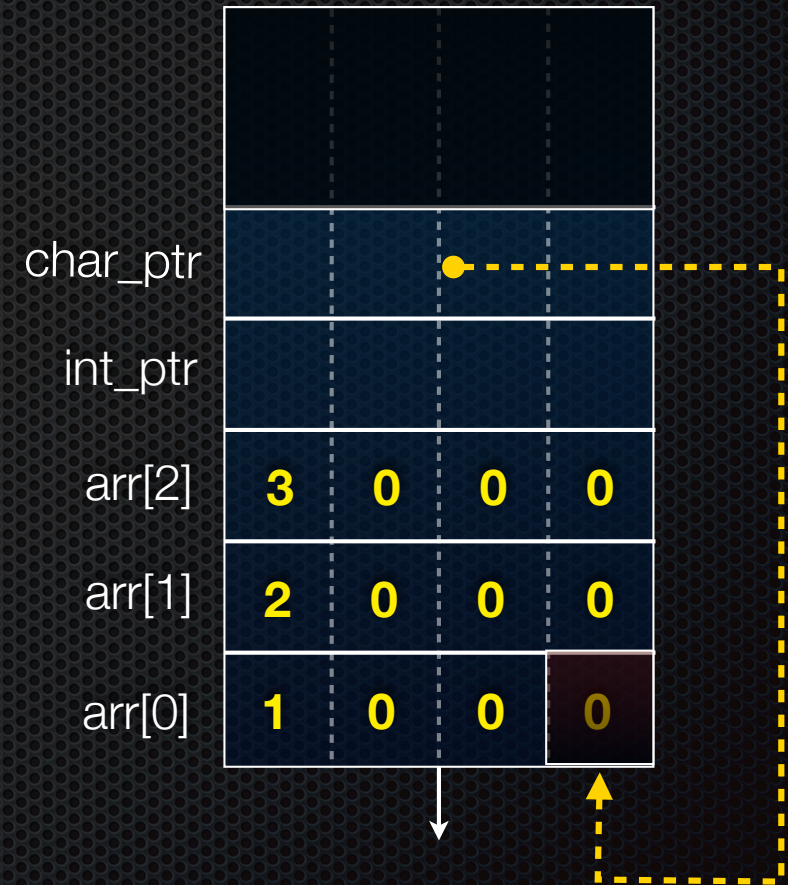 char_ptr
int_ptr
arr[2] 3 0 0 0
arr[1] 2 0 0 0
arr[0] 1 0 0 0